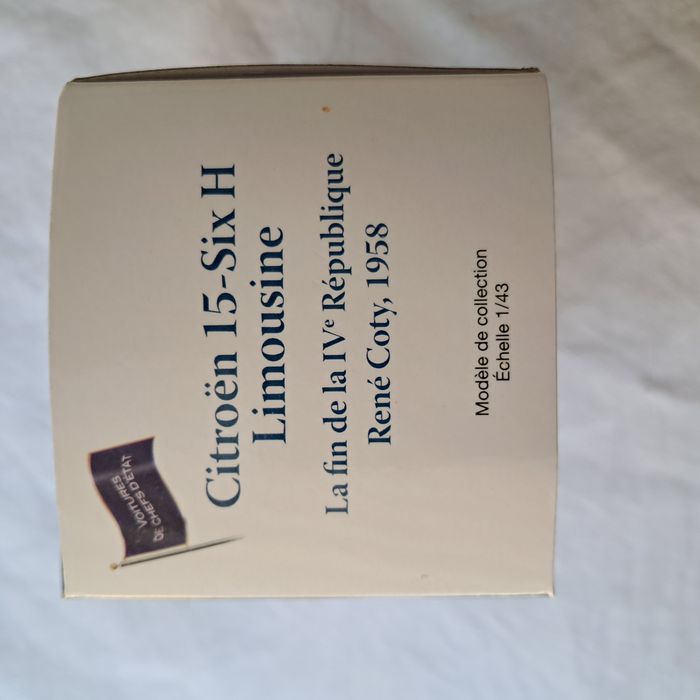 VOITURES
DE CHEFS D'ÉTAT
Citroën 15-Six H
Limousine
La fin de la IVᵉ République
René Coty, 1958
Modèle de collection
Échelle 1/43